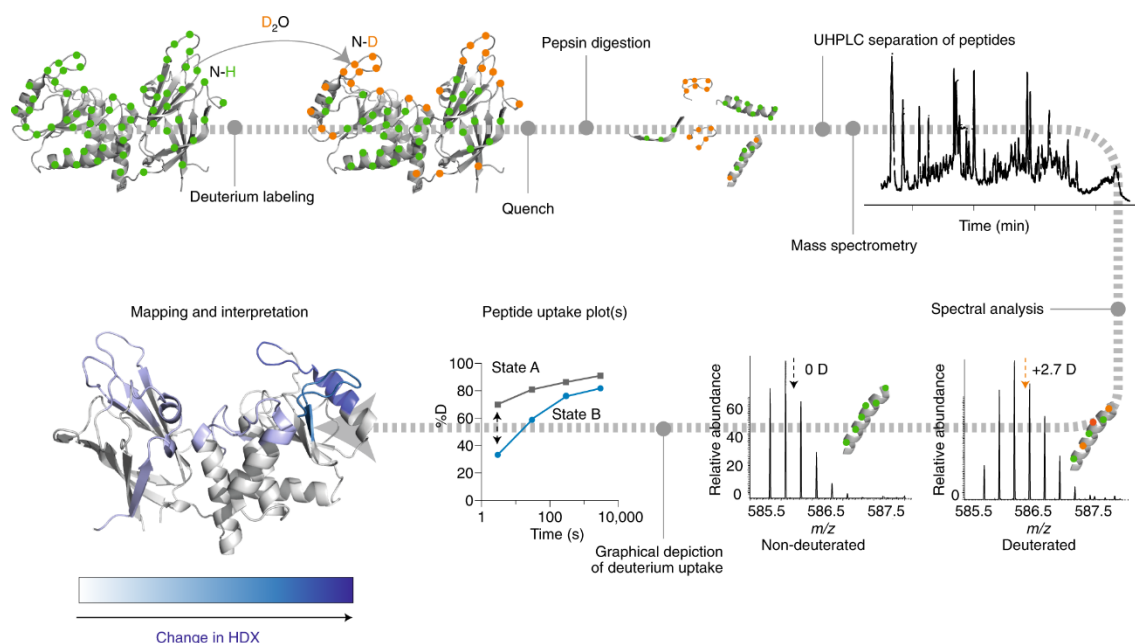 D₂O
N-D
N-H
Deuterium labeling
Quench
Pepsin digestion
UHPLC separation of peptides
Mass spectrometry
Time (min)
Spectral analysis
Relative abundance
0
+2.7 D
585.5 586.5 587.5
m/z
Deuterated
Relative abundance
60
40
20
0
0 D
585.5 586.5 587.5
m/z
Non-deuterated
Graphical depiction
of deuterium uptake
Peptide uptake plot(s)
%D
100
80
60
40
20
0
State A
State B
1 100 300 10,000
Time (s)
Mapping and interpretation
Change in HDX